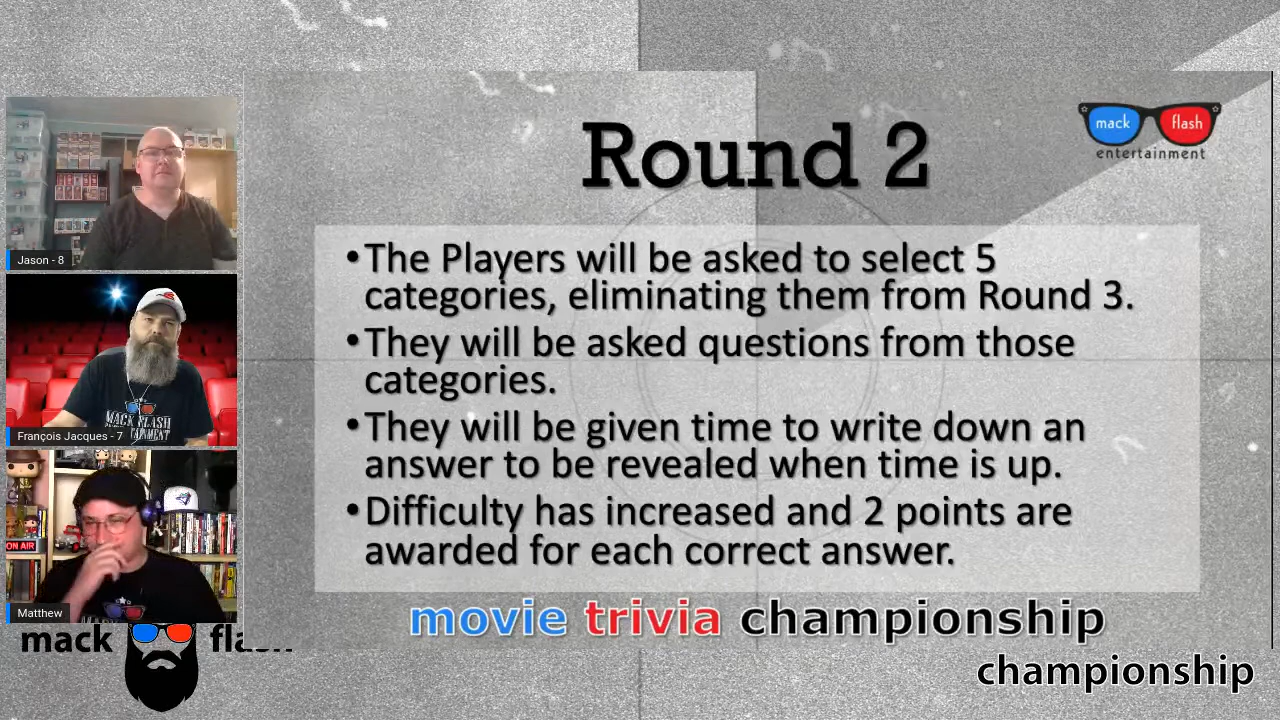 Round 2
mack flash
entertainment
•The Players will be asked to select 5
categories, eliminating them from Round 3.
•They will be asked questions from those
categories.
•They will be given time to write down an
answer to be revealed when time is up.
•Difficulty has increased and 2 points are
awarded for each correct answer.
movie trivia championship
championship
Jason - 8
MACK FLASH
François Jacques - 7
ON AIR
Matthew
mack flash